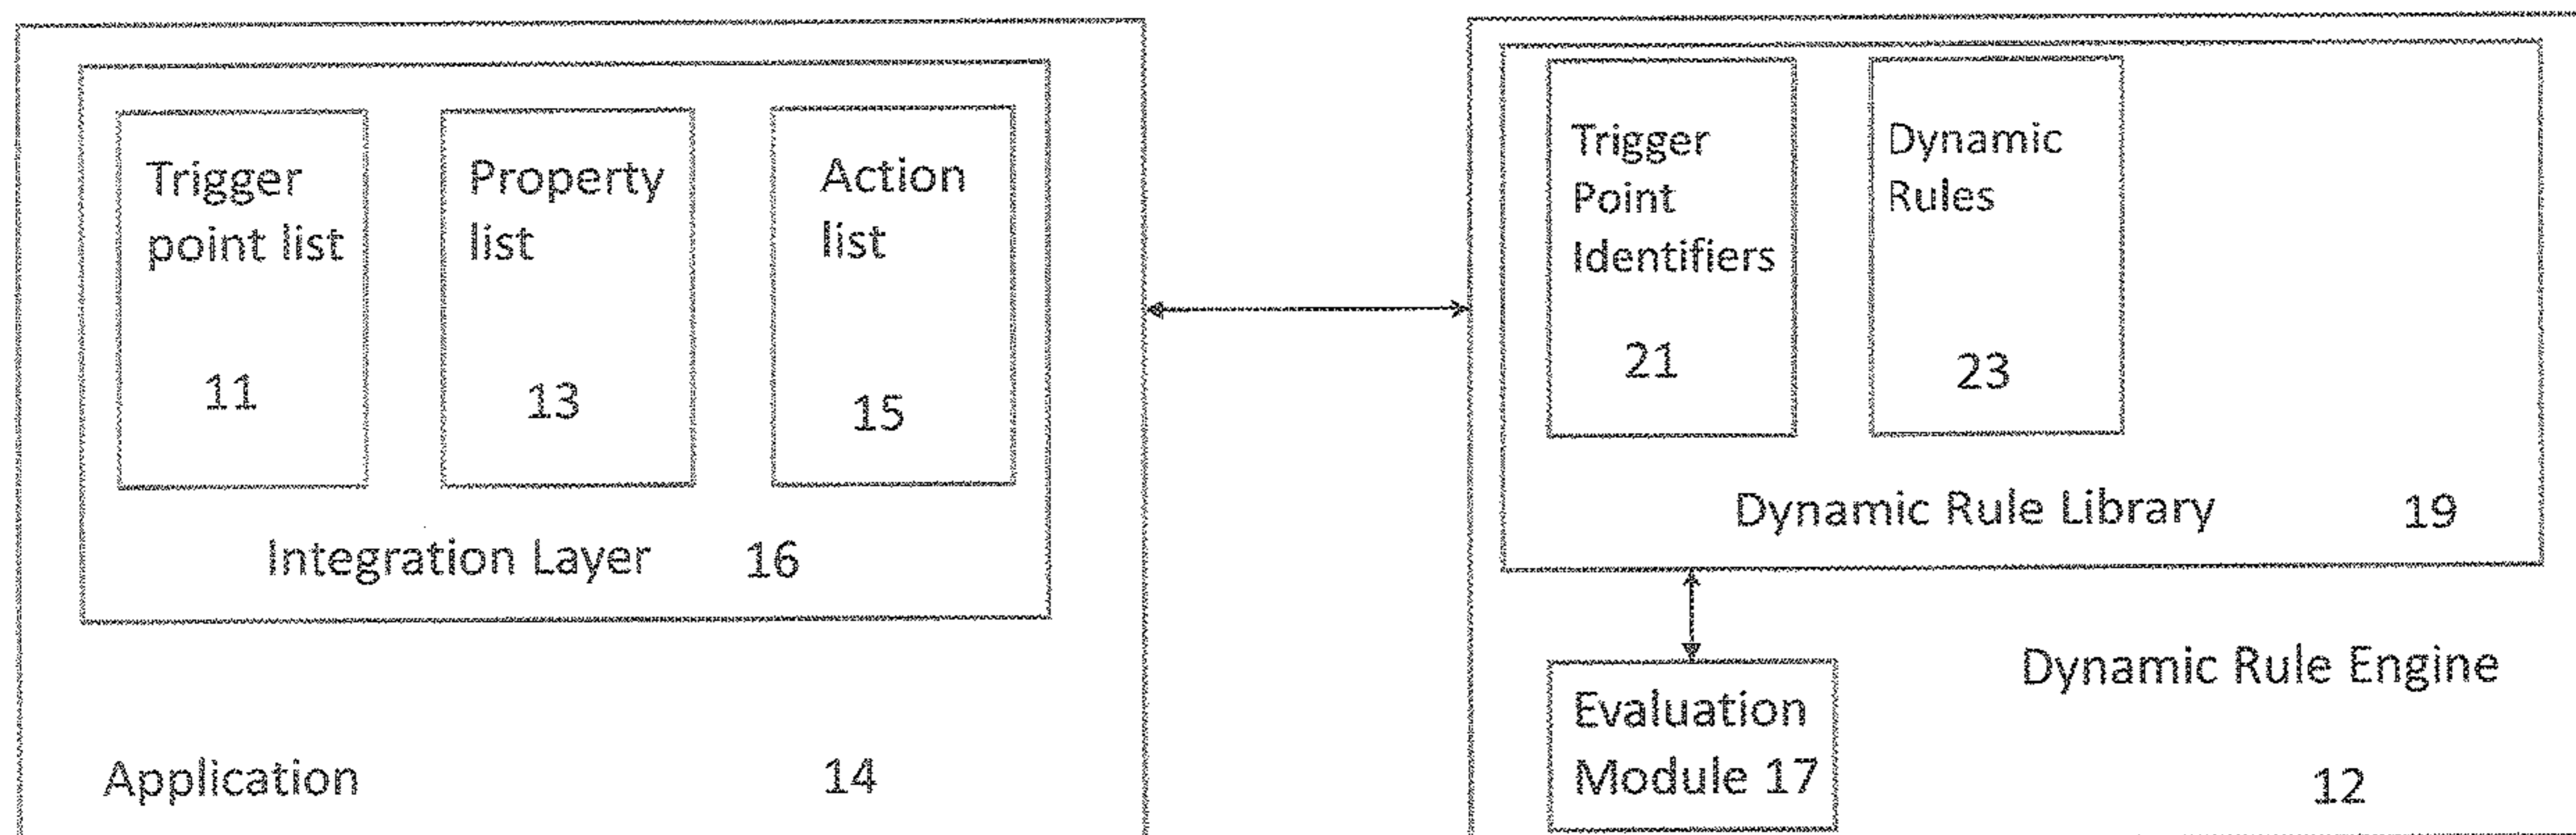 Trigger
point list
11
Property
list
13
Action
list
15
Integration Layer 16
Application 14
Trigger
Point
Identifiers
21
Dynamic
Rules
23
Dynamic Rule Library 19
Evaluation
Module 17
Dynamic Rule Engine
12